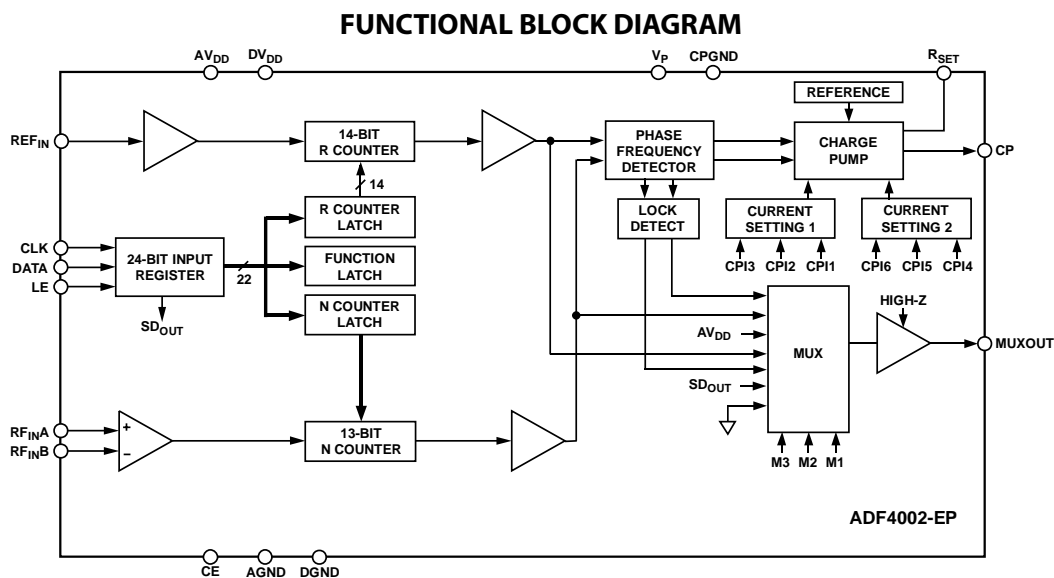 FUNCTIONAL BLOCK DIAGRAM
AVDD
DVDD
VP
CPGND
RSET
REFERENCE
REFIN
14-BIT
R COUNTER
PHASE
FREQUENCY
DETECTOR
CHARGE
PUMP
CP
14
R COUNTER
LATCH
LOCK
DETECT
CURRENT
SETTING 1
CURRENT
SETTING 2
CLK
DATA
LE
24-BIT INPUT
REGISTER
22
FUNCTION
LATCH
CPI3
CPI2
CPI1
CPI6
CPI5
CPI4
N COUNTER
LATCH
SDOUT
HIGH-Z
AVDD
MUX
MUXOUT
SDOUT
RFINA
RFINB
+
–
13-BIT
N COUNTER
M3
M2
M1
ADF4002-EP
CE
AGND
DGND